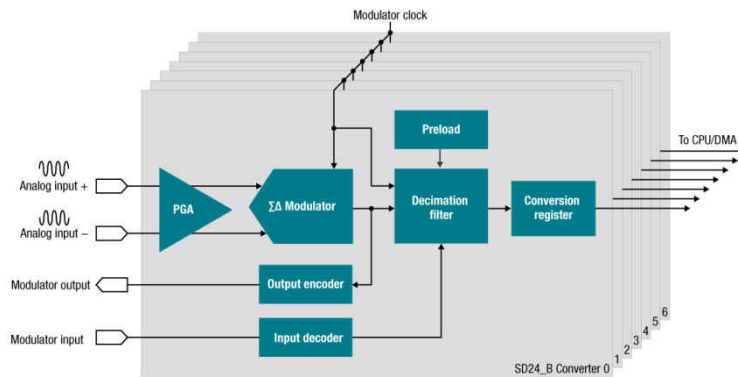 Modulator clock
Preload
To CPU/DMA
Analog input +
PGA
ΣΔ Modulator
Decimation
filter
Conversion
register
Analog input –
Modulator output
Output encoder
Modulator input
Input decoder
SD24_B Converter 0
1
2
3
4
5
6